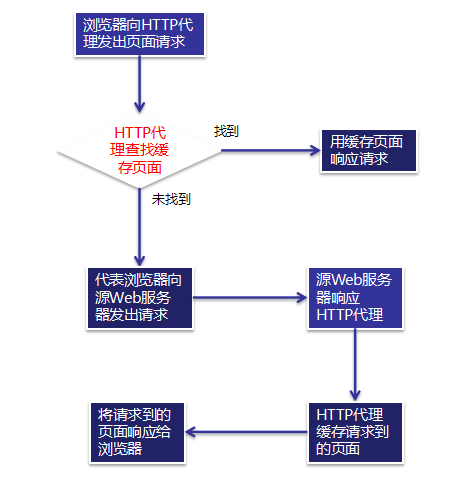 浏览器向HTTP代
理发出页面请求
HTTP代
理查找缓
存页面
找到
用缓存页面
响应请求
未找到
代表浏览器向
源Web服务
器发出请求
源Web服务
器响应
HTTP代理
HTTP代理
缓存请求到
的页面
将请求到的
页面响应给
浏览器